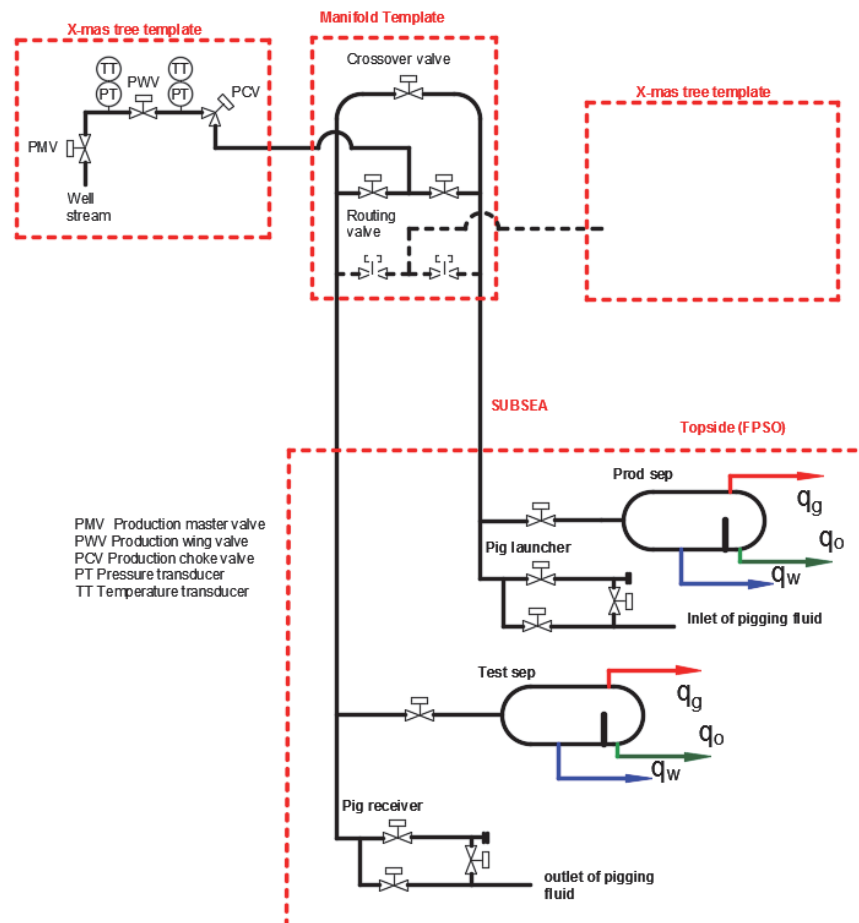 Manifold Template
X-mas tree template
Crossover valve
TT
TT
PWV
PT
PT
PCV
X-mas tree template
PMV
Well
stream
Routing
valve
SUBSEA
Topside (FPSO)
Prod sep
qg
PMV Production master valve
PWV Production wing valve
PCV Production choke valve
PT Pressure transducer
TT Temperature transducer
qo
Pig launcher
qw
Inlet of pigging fluid
Test sep
qg
qo
qw
Pig receiver
outlet of pigging
fluid